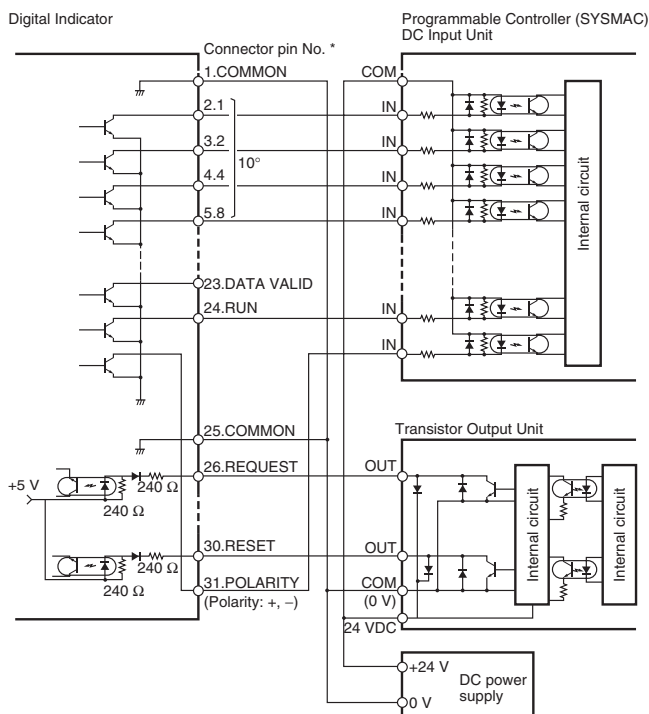 Digital Indicator
Programmable Controller (SYSMAC)
DC Input Unit
Connector pin No. *
1.COMMON
COM
2.1
IN
3.2
IN
10°
4.4
IN
5.8
IN
Internal circuit
23.DATA VALID
24.RUN
IN
IN
25.COMMON
Transistor Output Unit
26.REQUEST
OUT
+5 V
240 Ω
240 Ω
Internal circuit
Internal circuit
30.RESET
OUT
240 Ω
240 Ω
31.POLARITY
(Polarity: +, –)
COM
(0 V)
24 VDC
+24 V
DC power
supply
0 V